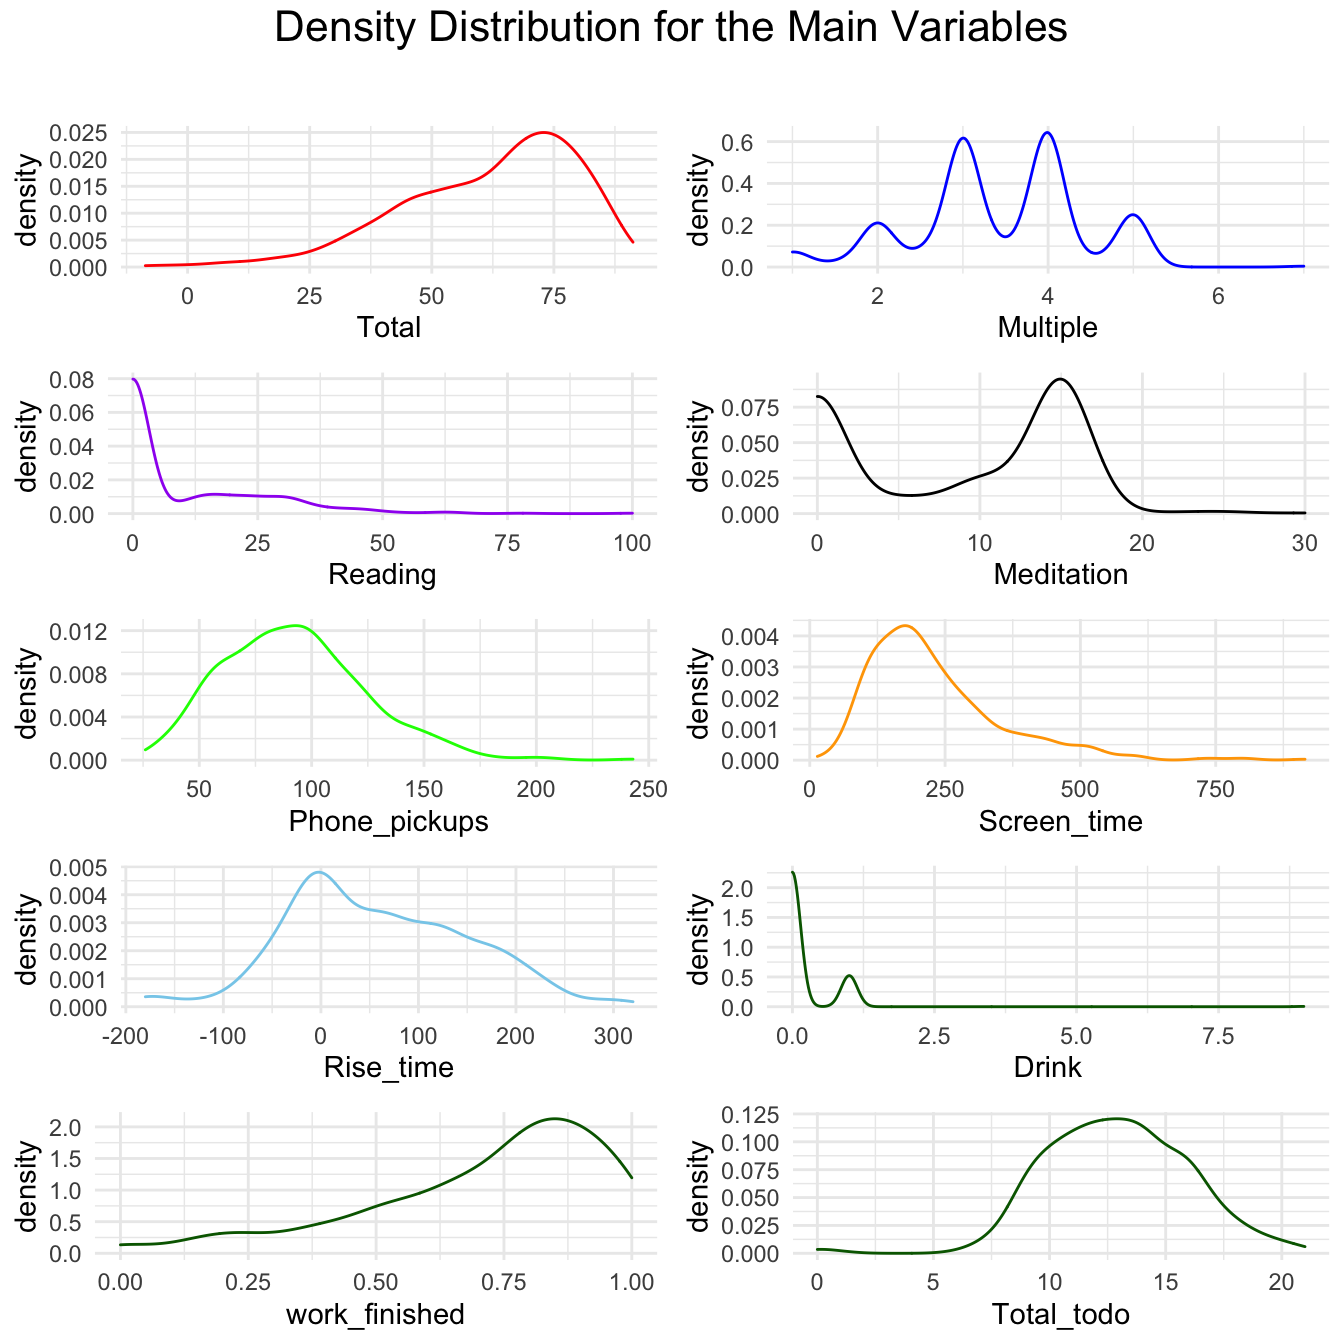 Density Distribution for the Main Variables
density
0.025
0.020
0.015
0.010
0.005
0.000
0 25 50 75
Total
density
0.6
0.4
0.2
0.0
2 4 6
Multiple
density
0.08
0.06
0.04
0.02
0.00
0 25 50 75 100
Reading
density
0.075
0.050
0.025
0.000
0 10 20 30
Meditation
density
0.012
0.008
0.004
0.000
50 100 150 200 250
Phone_pickups
density
0.004
0.003
0.002
0.001
0.000
0 250 500 750
Screen_time
density
0.005
0.004
0.003
0.002
0.001
0.000
-200 -100 0 100 200 300
Rise_time
density
2.0
1.5
1.0
0.5
0.0
0.0 2.5 5.0 7.5
Drink
density
2.0
1.5
1.0
0.5
0.0
0.00 0.25 0.50 0.75 1.00
work_finished
density
0.125
0.100
0.075
0.050
0.025
0.000
0 5 10 15 20
Total_todo